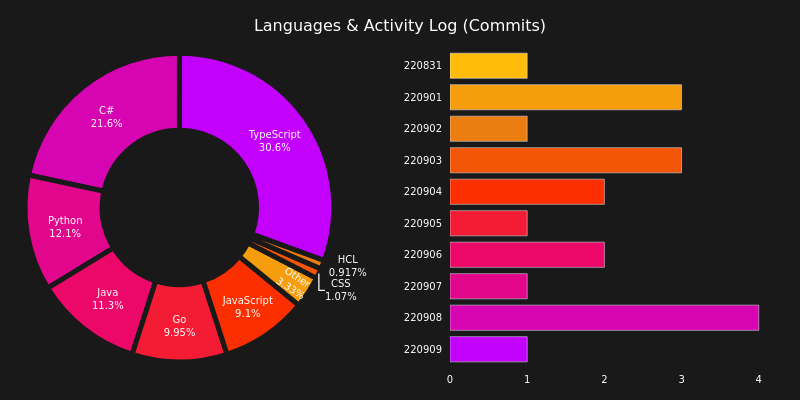 Languages & Activity Log (Commits)
TypeScript
30.6%
C#
21.6%
Python
12.1%
Java
11.3%
Go
9.95%
JavaScript
9.1%
Other
3.33%
CSS
1.07%
HCL
0.917%
220831
220901
220902
220903
220904
220905
220906
220907
220908
220909
0 1 2 3 4